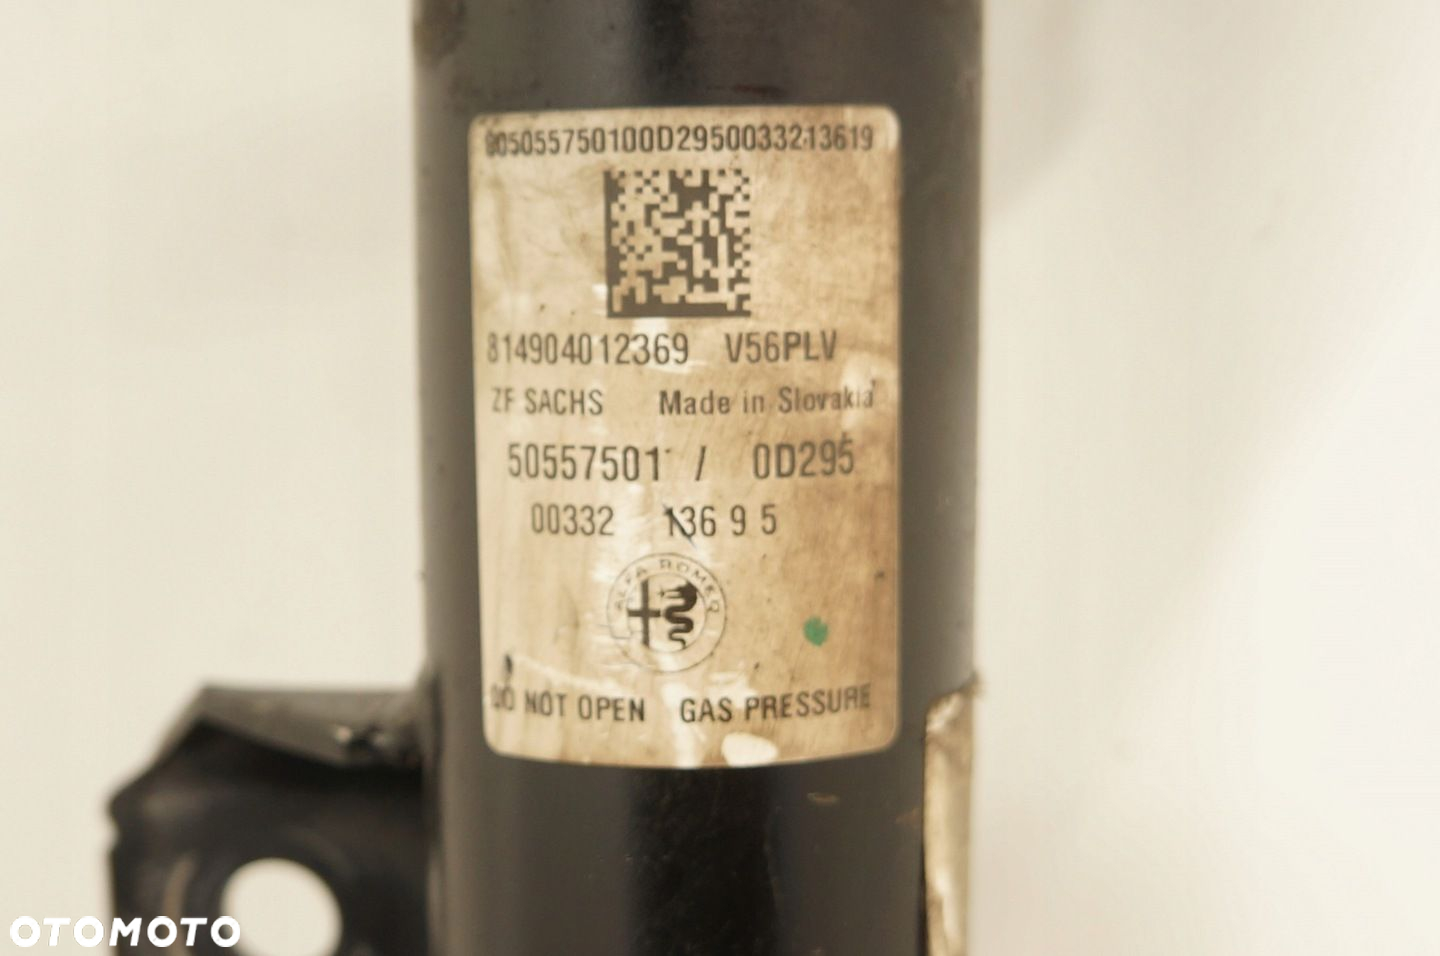 805055750100D2950033213619
814904012369 V56PLV
ZF SACHS Made in Slovakia
50557501 / 0D295
00332 136 9 5
ALFA ROMEO
DO NOT OPEN GAS PRESSURE
OTOMOTO